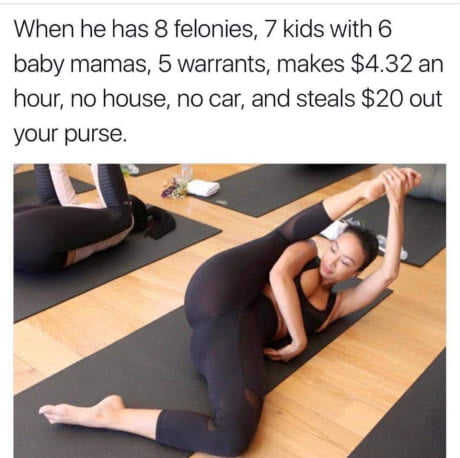 When he has 8 felonies, 7 kids with 6
baby mamas, 5 warrants, makes $4.32 an
hour, no house, no car, and steals $20 out
your purse.